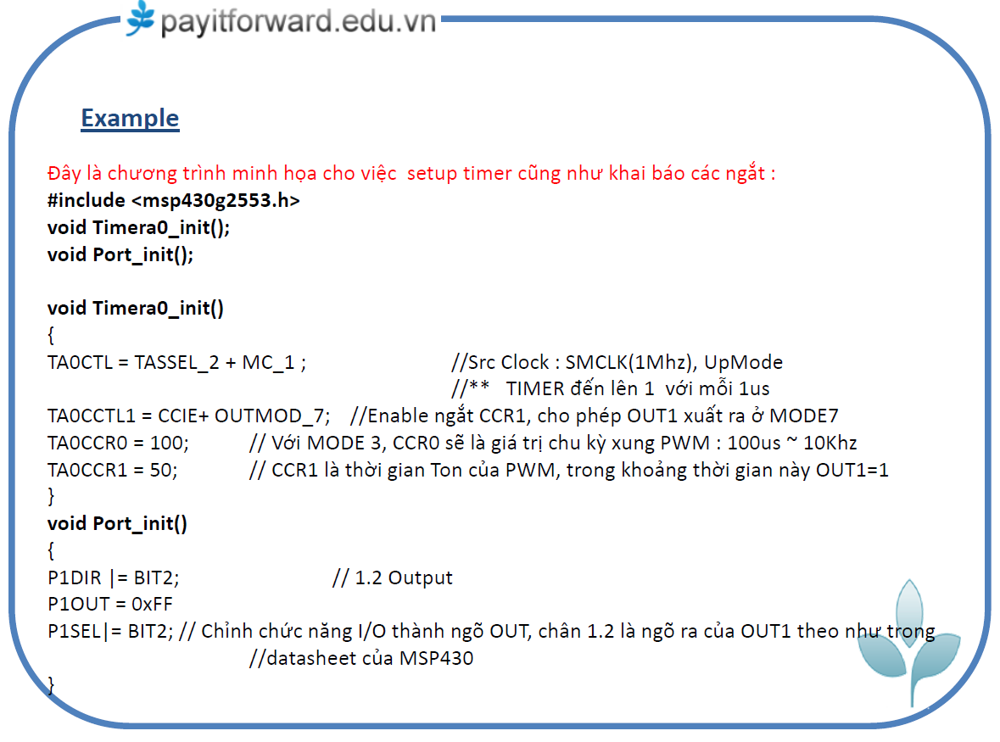 payitforward.edu.vn
Example
Đây là chương trình minh họa cho việc setup timer cũng như khai báo các ngắt :
#include <msp430g2553.h>
void Timera0_init();
void Port_init();
void Timera0_init()
{
TA0CTL = TASSEL_2 + MC_1 ; //Src Clock : SMCLK(1Mhz), UpMode
//** TIMER đến lên 1 với mỗi 1us
TA0CCTL1 = CCIE+ OUTMOD_7; //Enable ngắt CCR1, cho phép OUT1 xuất ra ở MODE7
TA0CCR0 = 100; // Với MODE 3, CCR0 sẽ là giá trị chu kỳ xung PWM : 100us ~ 10Khz
TA0CCR1 = 50; // CCR1 là thời gian Ton của PWM, trong khoảng thời gian này OUT1=1
}
void Port_init()
{
P1DIR |= BIT2; // 1.2 Output
P1OUT = 0xFF
P1SEL|= BIT2; // Chỉnh chức năng I/O thành ngõ OUT, chân 1.2 là ngõ ra của OUT1 theo như trong
//datasheet của MSP430
}